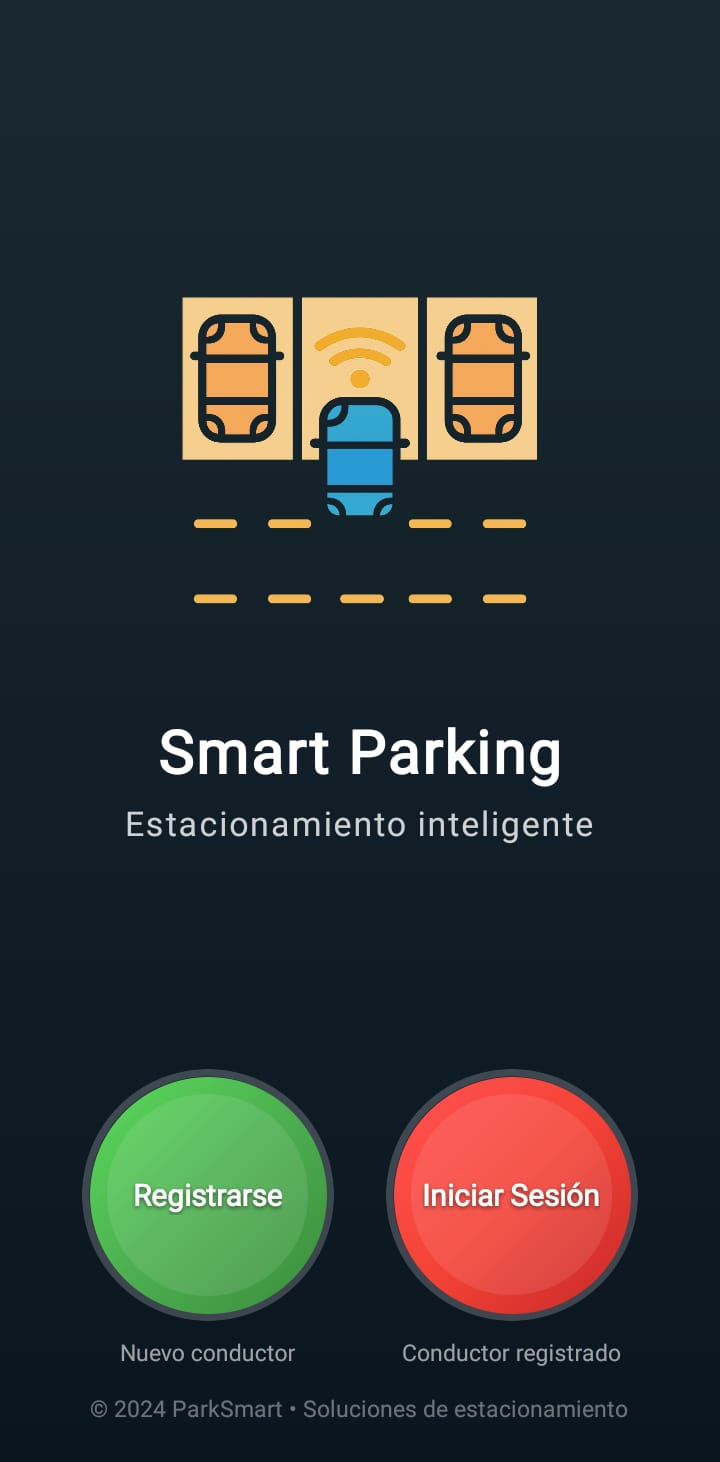 Smart Parking
Estacionamiento inteligente
Registrarse
Iniciar Sesión
Nuevo conductor
Conductor registrado
© 2024 ParkSmart • Soluciones de estacionamiento